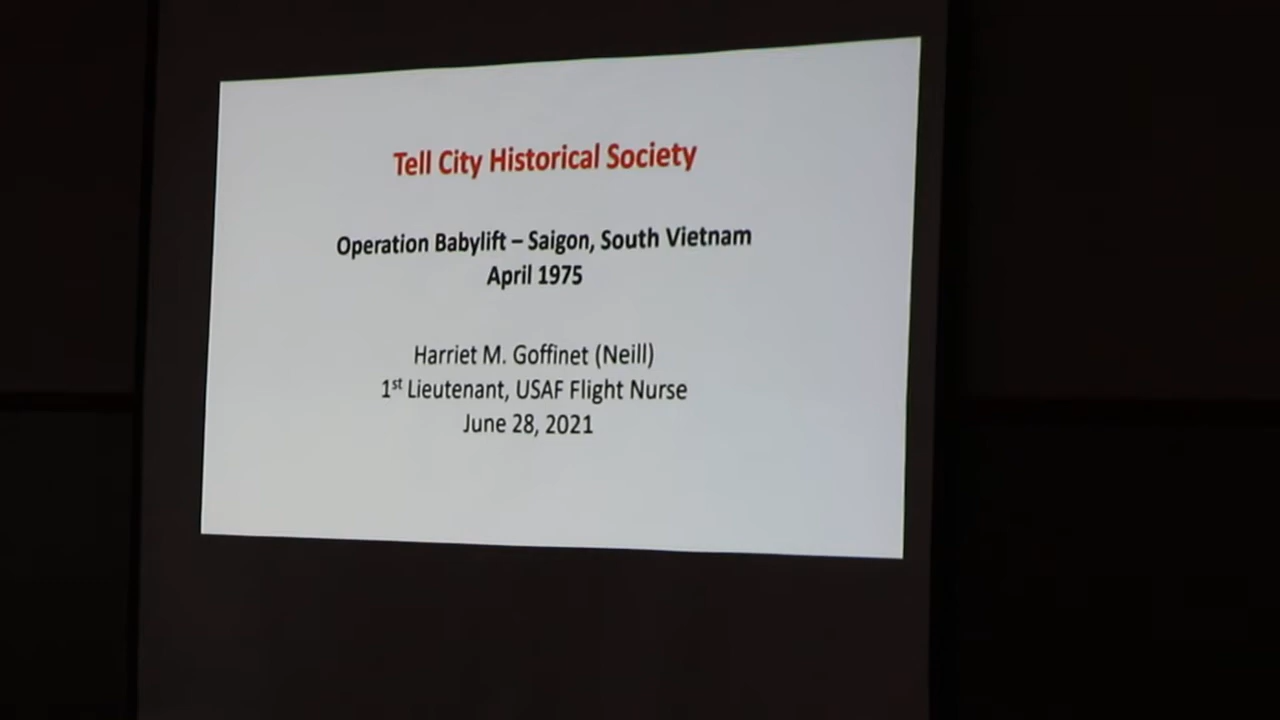 Tell City Historical Society
Operation Babylift – Saigon, South Vietnam
April 1975
Harriet M. Goffinet (Neill)
1st Lieutenant, USAF Flight Nurse
June 28, 2021